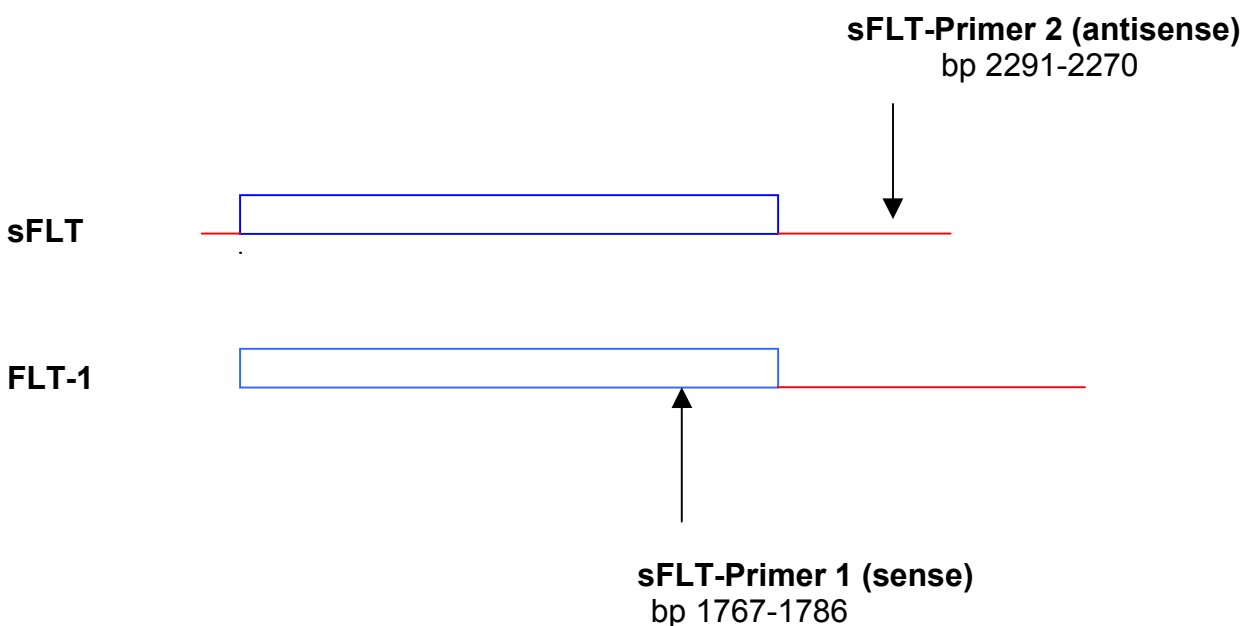 sFLT-Primer 2 (antisense)
bp 2291-2270
sFLT
FLT-1
sFLT-Primer 1 (sense)
bp 1767-1786